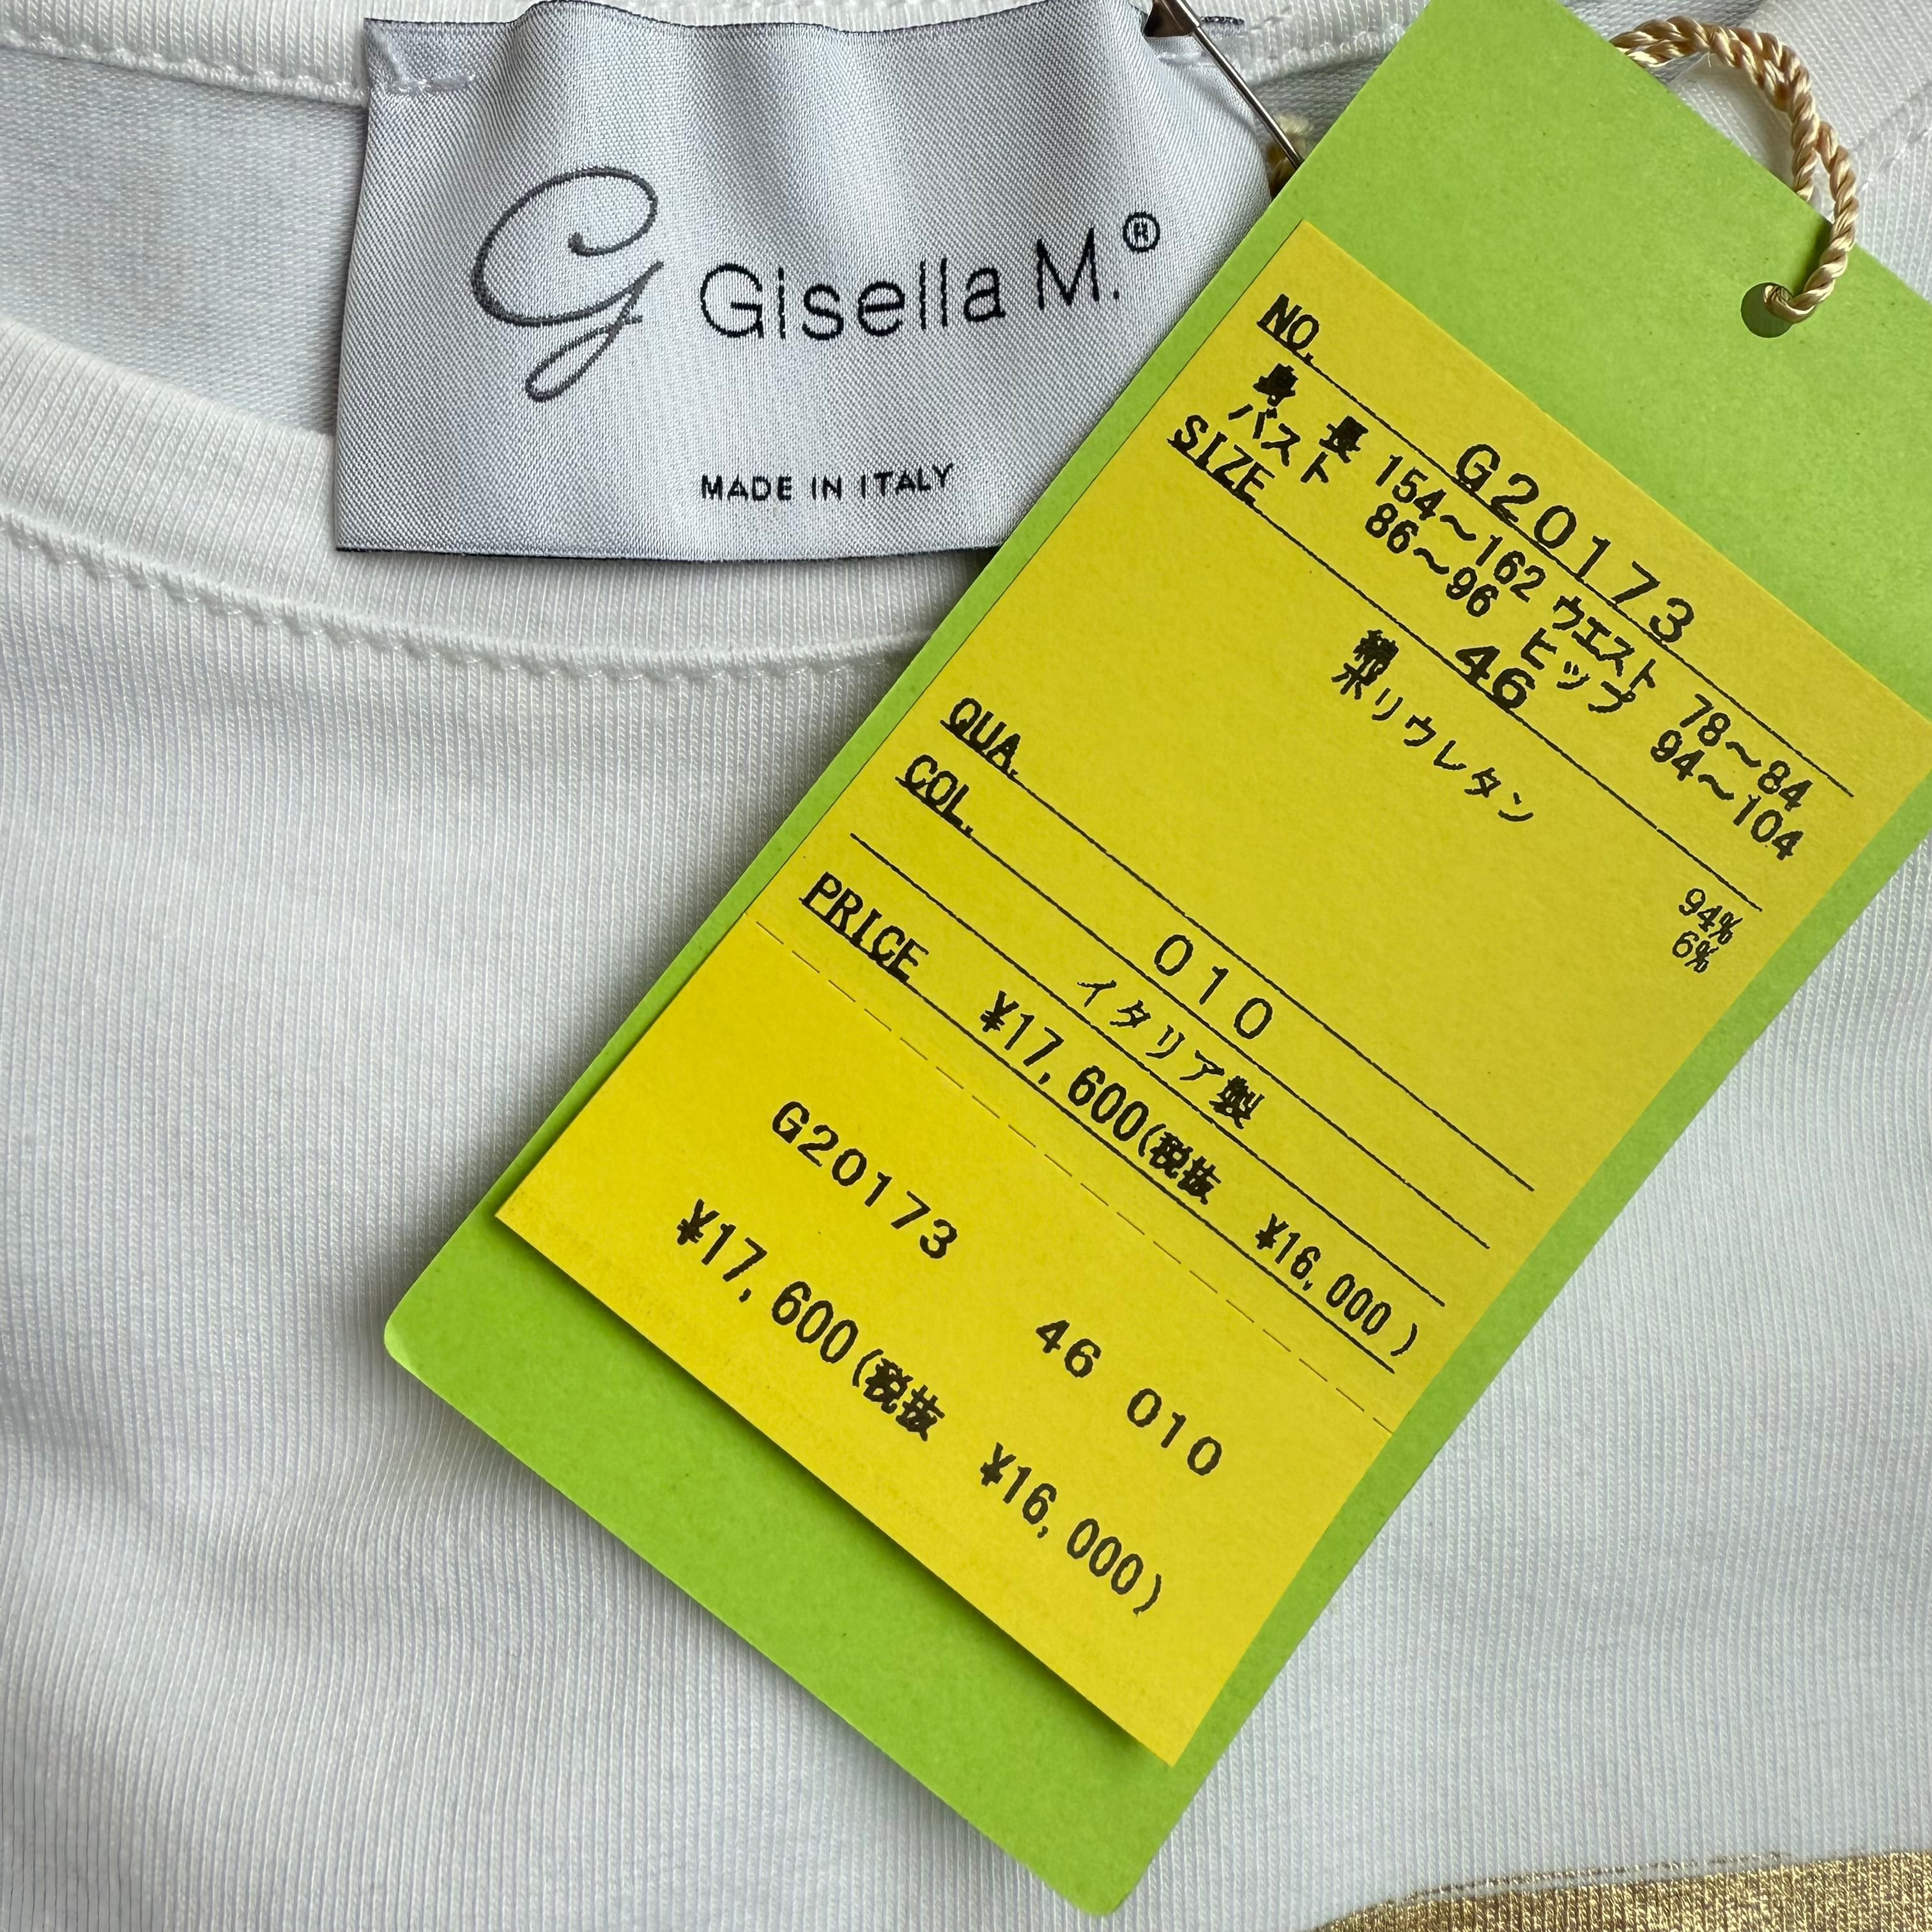 G Gisella M.®
MADE IN ITALY
NO. G20173
身長 154～162 ウエスト 78～84
バスト 86～96 ヒップ 94～104
SIZE 46
綿 94%
ポリウレタン 6%
QUA.
COL. 010
イタリア製
PRICE ¥17,600(税抜 ¥16,000)
G20173 46 010
¥17,600(税抜 ¥16,000)